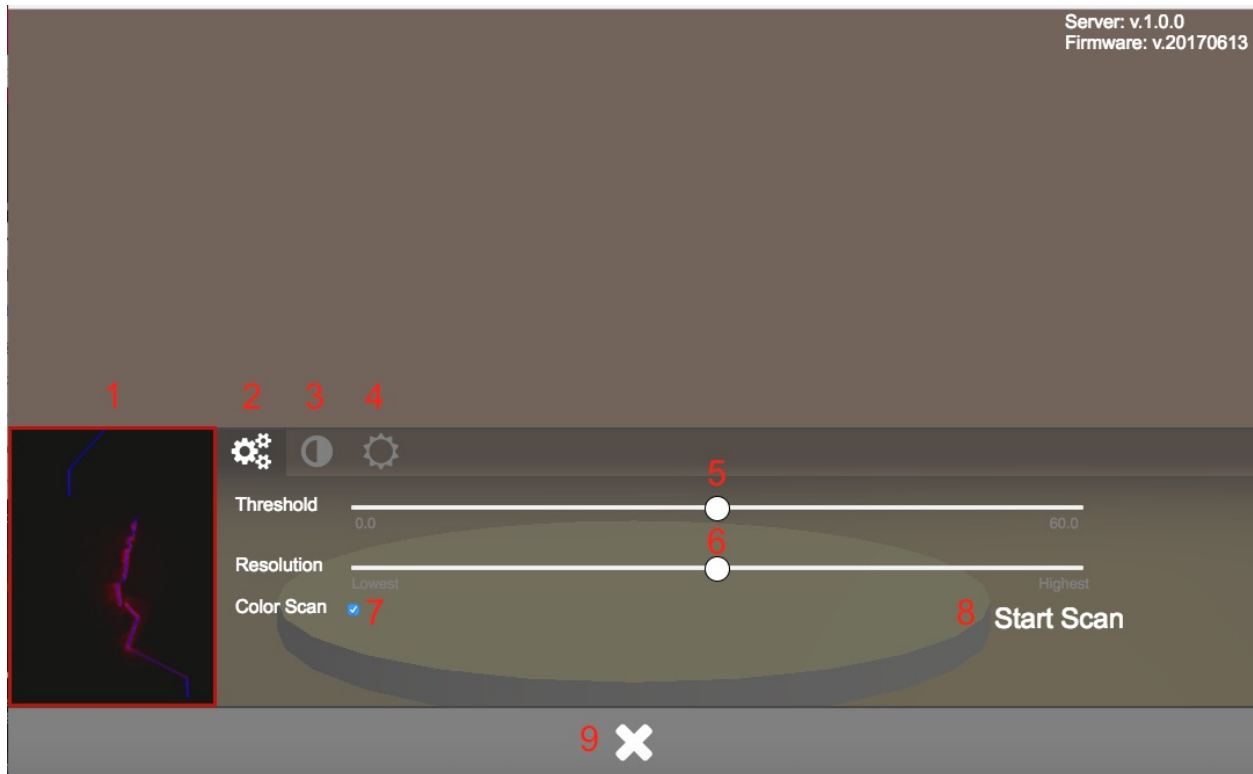 Server: v.1.0.0
Firmware: v.20170613
1
2 3 4
5
Threshold
0.0 60.0
6
Resolution
Lowest Highest
Color Scan 7
8 Start Scan
9